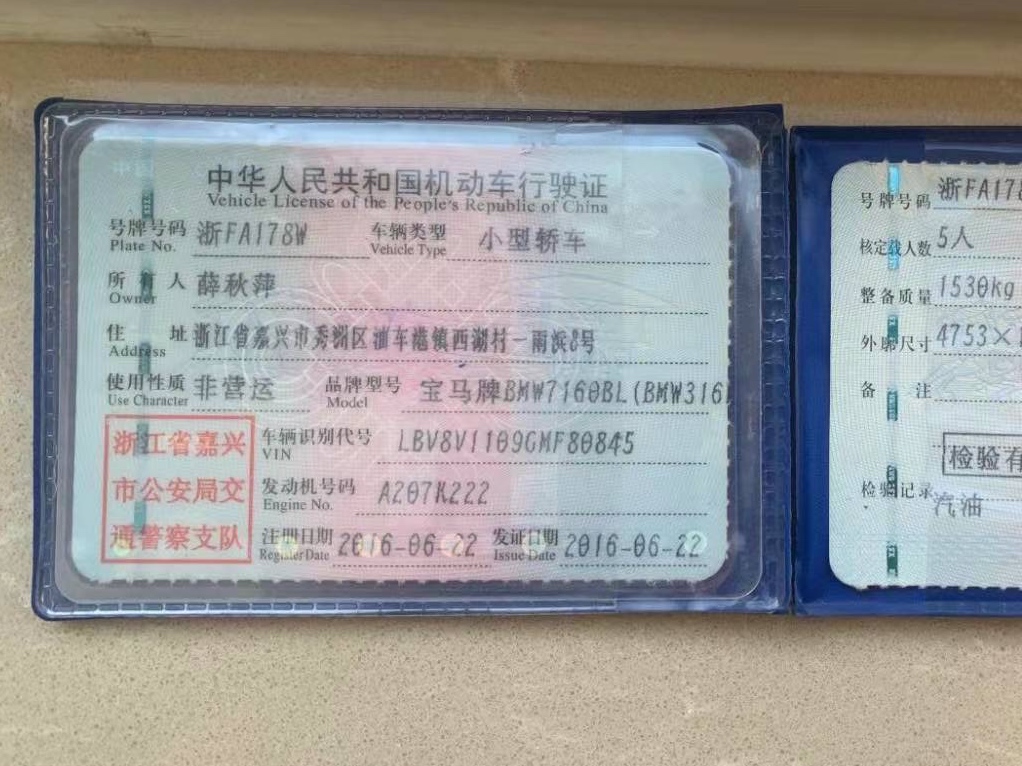 中华人民共和国机动车行驶证
Vehicle License of the People's Republic of China
号牌号码 浙FA178W 车辆类型 小型轿车
Plate No. Vehicle Type
所有人 薛秋萍
Owner
住址 浙江省嘉兴市秀洲区油车港镇西湖村一雨浜8号
Address
使用性质 非营运 品牌型号 宝马牌BMW7160BL(BMW316
Use Character Model
浙江省嘉兴
市公安局交
通警察支队
车辆识别代号 LBV8V1109GMF80845
VIN
发动机号码 A207K222
Engine No.
注册日期 2016-06-22 发证日期 2016-06-22
Register Date Issue Date
号牌号码 浙FA178
核定载人数 5人
整备质量 1530kg
外廓尺寸 4753×
备注
检验有
检验记录
汽油